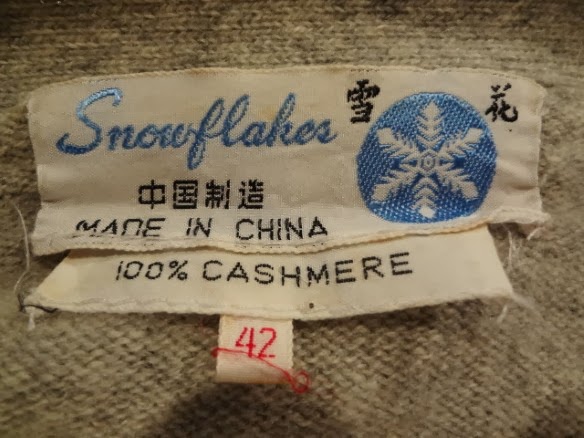 Snowflakes
雪 花
中国制造
MADE IN CHINA
100% CASHMERE
42